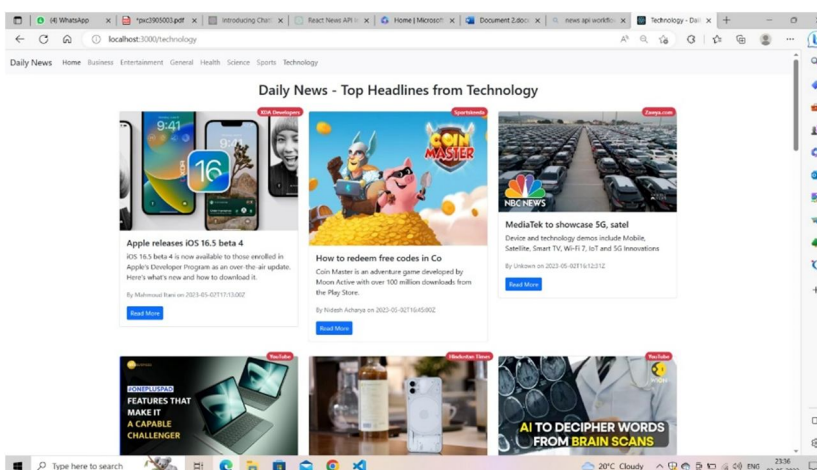 (4) WhatsApp
*pxc3905003.pdf
Introducing Chat
React News API
Home | Microsoft
Document 2.docx
news api workflow
Technology - Dail
localhost:3000/technology
Daily News Home Business Entertainment General Health Science Sports Technology
Daily News - Top Headlines from Technology
XDA Developers
9:41
9:41
16
Apple releases iOS 16.5 beta 4
iOS 16.5 beta 4 is now available to those enrolled in
Apple's Developer Program as an over-the-air update.
Here's what's new and how to download it.
By Mahmoud Itani on 2023-05-02T17:13:00Z
Read More
Sportskeeda
COIN
MASTER
How to redeem free codes in Co
Coin Master is an adventure game developed by
Moon Active with over 100 million downloads from
the Play Store.
By Nidesh Acharya on 2023-05-02T16:45:00Z
Read More
Zawya.com
NBC NEWS
MediaTek to showcase 5G, satel
Device and technology demos include Mobile,
Satellite, Smart TV, Wi-Fi 7, IoT and 5G Innovations
By Unkown on 2023-05-02T16:12:31Z
Read More
YouTube
#ONEPLUSPAD
FEATURES THAT
MAKE IT
A CAPABLE
CHALLENGER
Hindustan Times
YouTube
AI TO DECIPHER WORDS
FROM BRAIN SCANS
Type here to search
20°C Cloudy
ENG
23:56